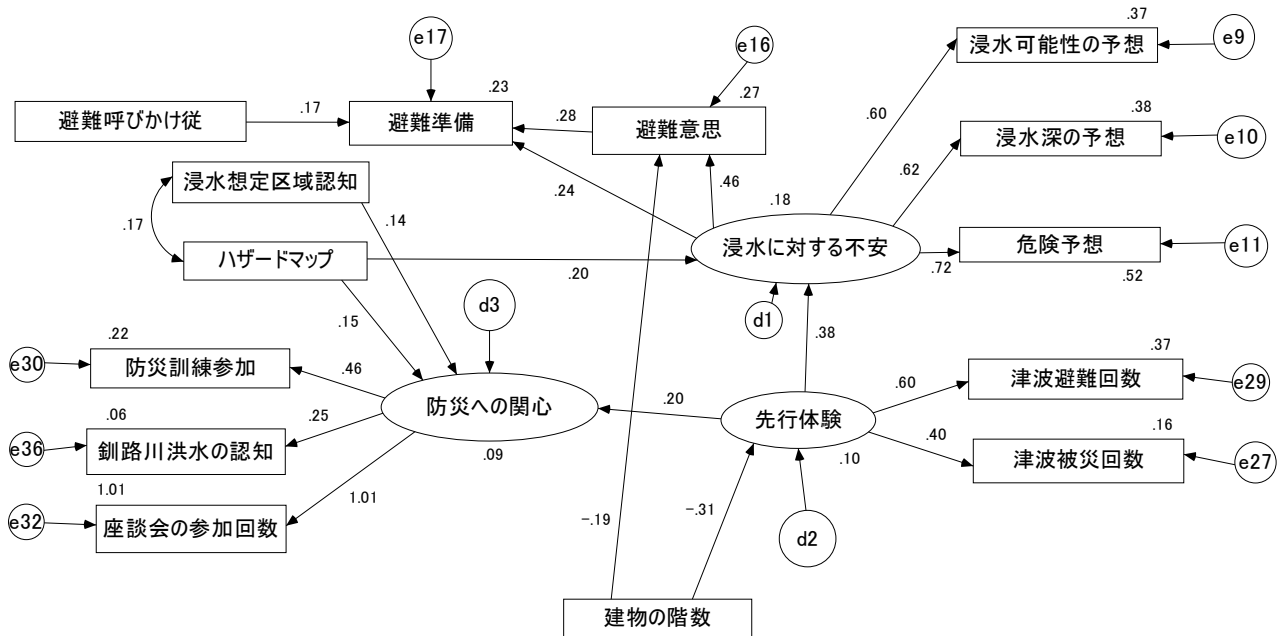 .37
e17
e16
浸水可能性の予想
e9
.23
.27
.38
避難呼びかけ従
.17
避難準備
.28
避難意思
.60
浸水深の予想
e10
浸水想定区域認知
.24
.46
.62
.18
.17
.14
ハザードマップ
.20
浸水に対する不安
.72
危険予想
e11
.52
d3
d1
.15
.38
.22
.37
e30
防災訓練参加
.46
.60
津波避難回数
e29
.06
.25
防災への関心
.20
先行体験
.40
.16
e36
釧路川洪水の認知
.09
.10
津波被災回数
e27
1.01
1.01
e32
座談会の参加回数
-.19
-.31
d2
建物の階数